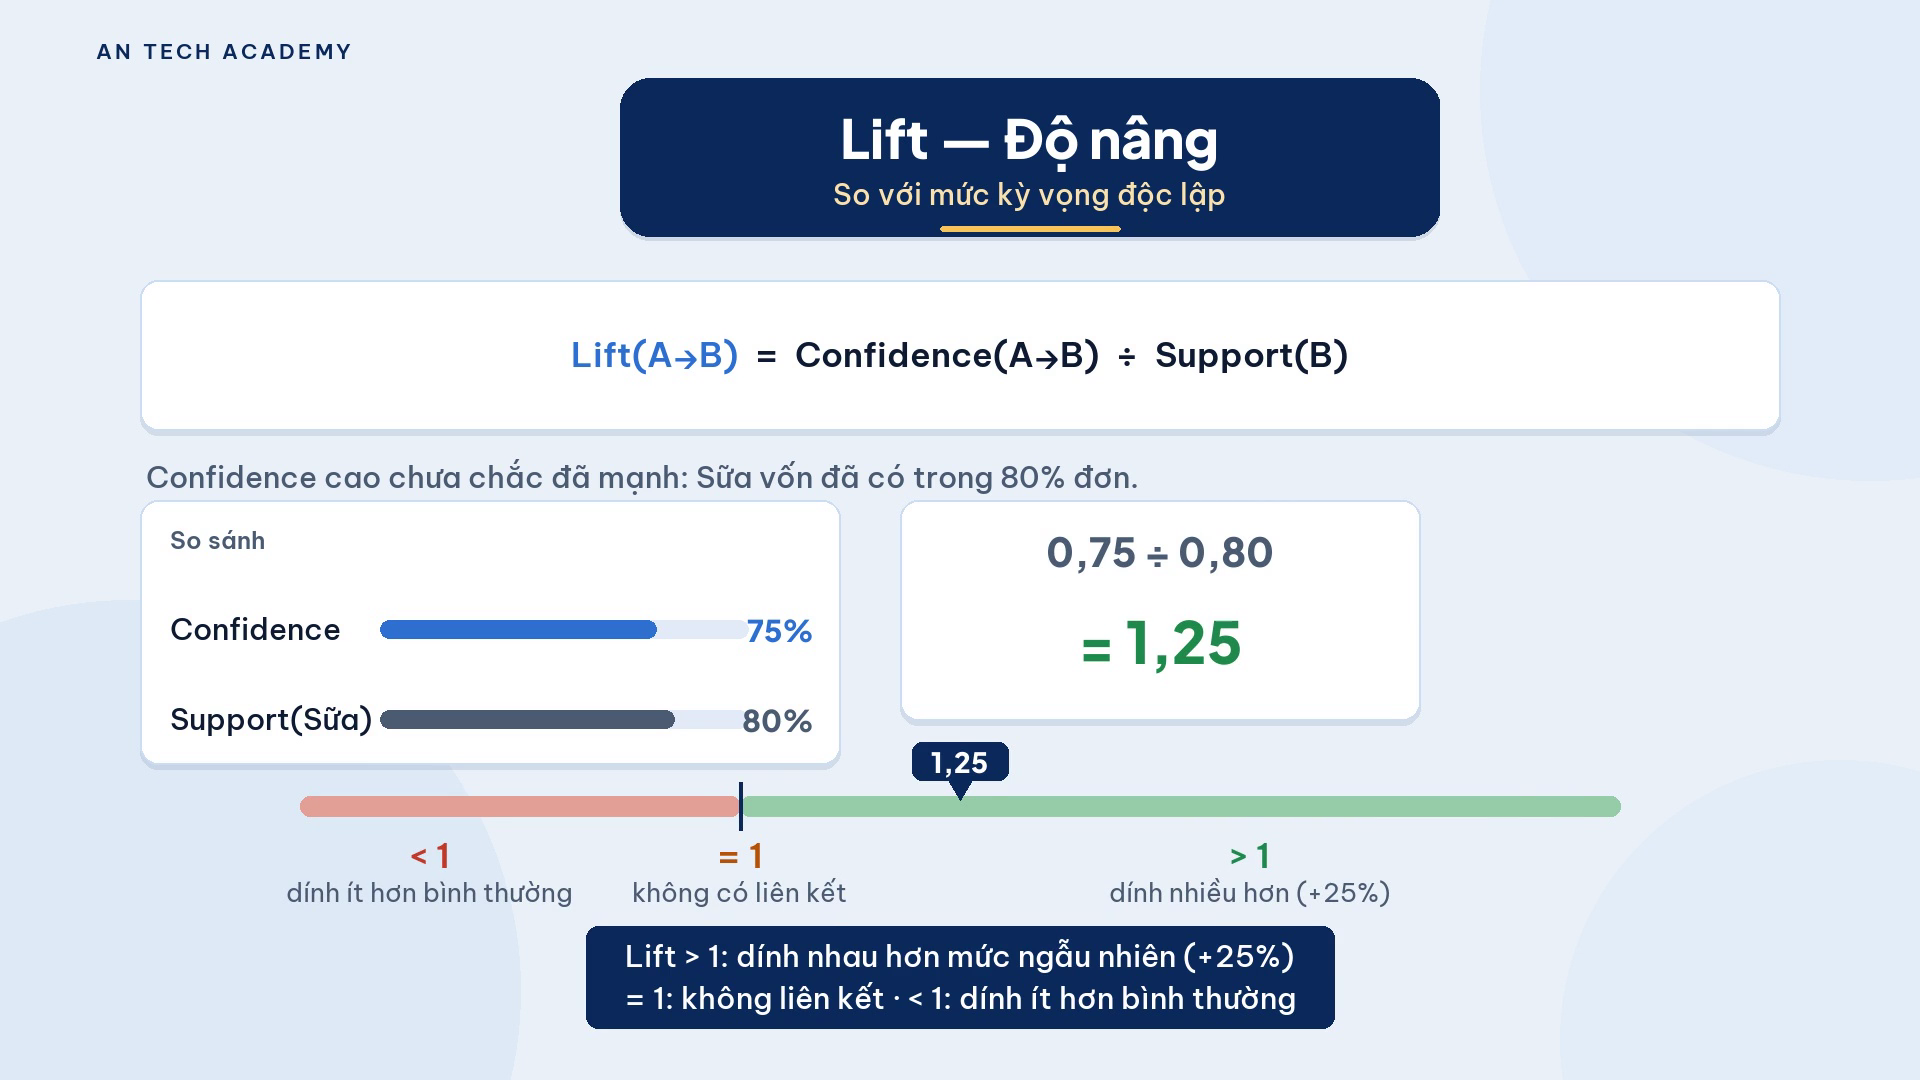 AN TECH ACADEMY
Lift — Độ nâng
So với mức kỳ vọng độc lập
Lift(A→B) = Confidence(A→B) ÷ Support(B)
Confidence cao chưa chắc đã mạnh: Sữa vốn đã có trong 80% đơn.
So sánh
Confidence 75%
Support(Sữa) 80%
0,75 ÷ 0,80
= 1,25
1,25
< 1
dính ít hơn bình thường
= 1
không có liên kết
> 1
dính nhiều hơn (+25%)
Lift > 1: dính nhau hơn mức ngẫu nhiên (+25%)
= 1: không liên kết · < 1: dính ít hơn bình thường